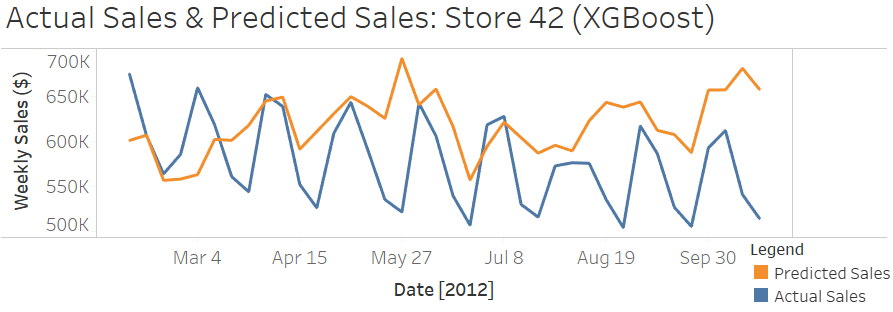 Actual Sales & Predicted Sales: Store 42 (XGBoost)
Weekly Sales ($)
700K
650K
600K
550K
500K
Mar 4 Apr 15 May 27 Jul 8 Aug 19 Sep 30
Date [2012]
Legend
Predicted Sales
Actual Sales